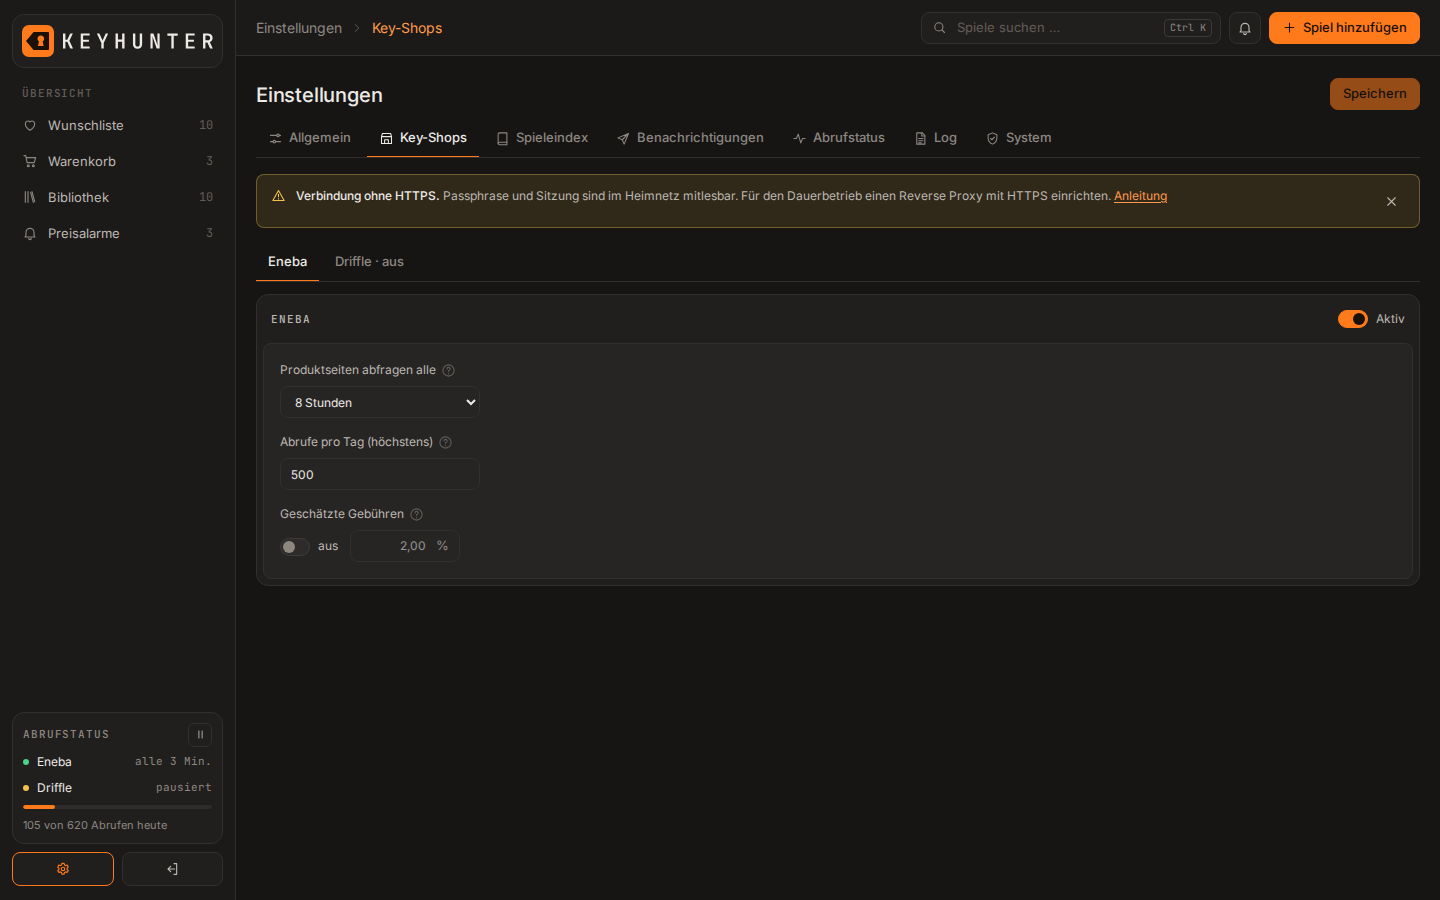 KEYHUNTER
Einstellungen > Key-Shops
Spiele suchen ...
Ctrl K
Spiel hinzufügen
ÜBERSICHT
Wunschliste 10
Warenkorb 3
Bibliothek 10
Preisalarme 3
Einstellungen
Speichern
Allgemein
Key-Shops
Spieleindex
Benachrichtigungen
Abrufstatus
Log
System
Verbindung ohne HTTPS. Passphrase und Sitzung sind im Heimnetz mitlesbar. Für den Dauerbetrieb einen Reverse Proxy mit HTTPS einrichten. Anleitung
Eneba
Driffle · aus
ENEBA
Aktiv
Produktseiten abfragen alle
8 Stunden
Abrufe pro Tag (höchstens)
500
Geschätzte Gebühren
aus
2,00 %
ABRUFSTATUS
Eneba alle 3 Min.
Driffle pausiert
105 von 620 Abrufen heute